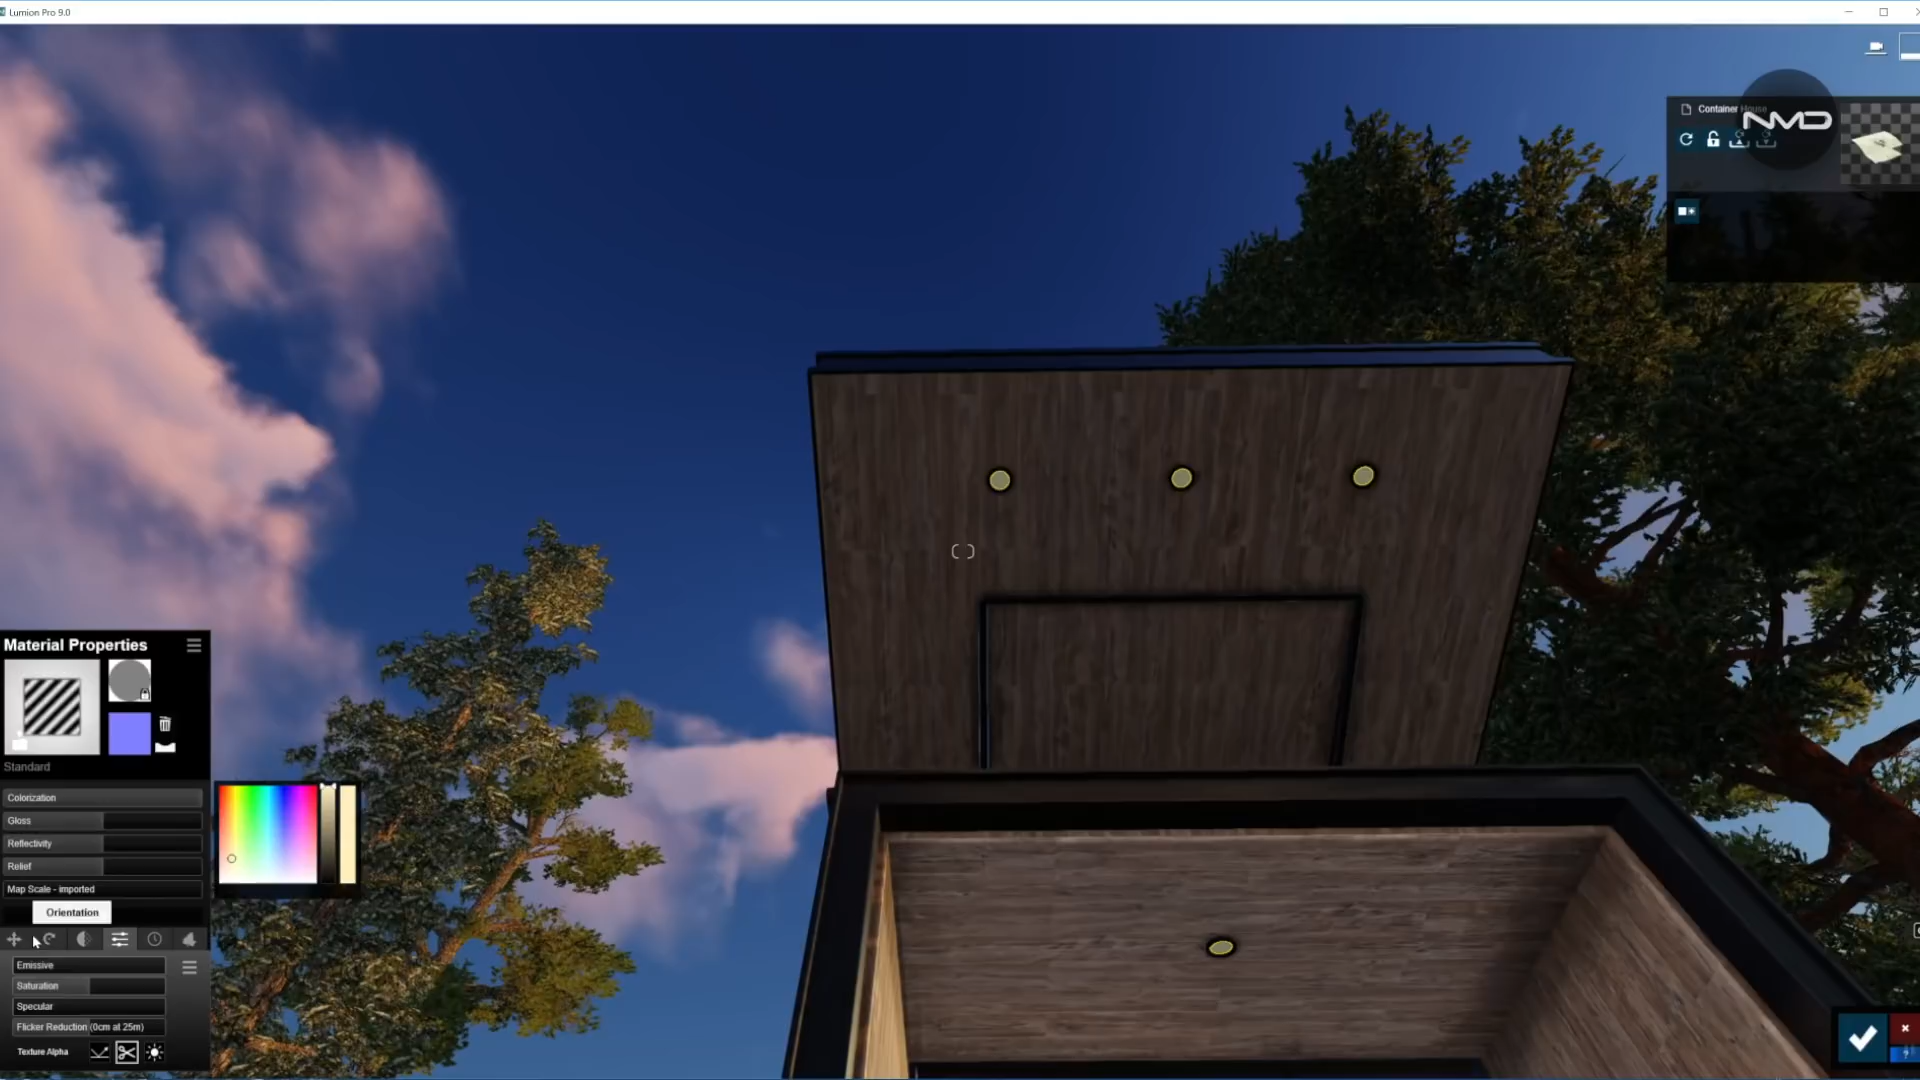 Lumion Pro 9.0
Container House
NMD
Material Properties
Standard
Colorization
Gloss
Reflectivity
Relief
Map Scale - imported
Orientation
Emissive
Saturation
Specular
Flicker Reduction (0cm at 25m)
Texture Alpha
?